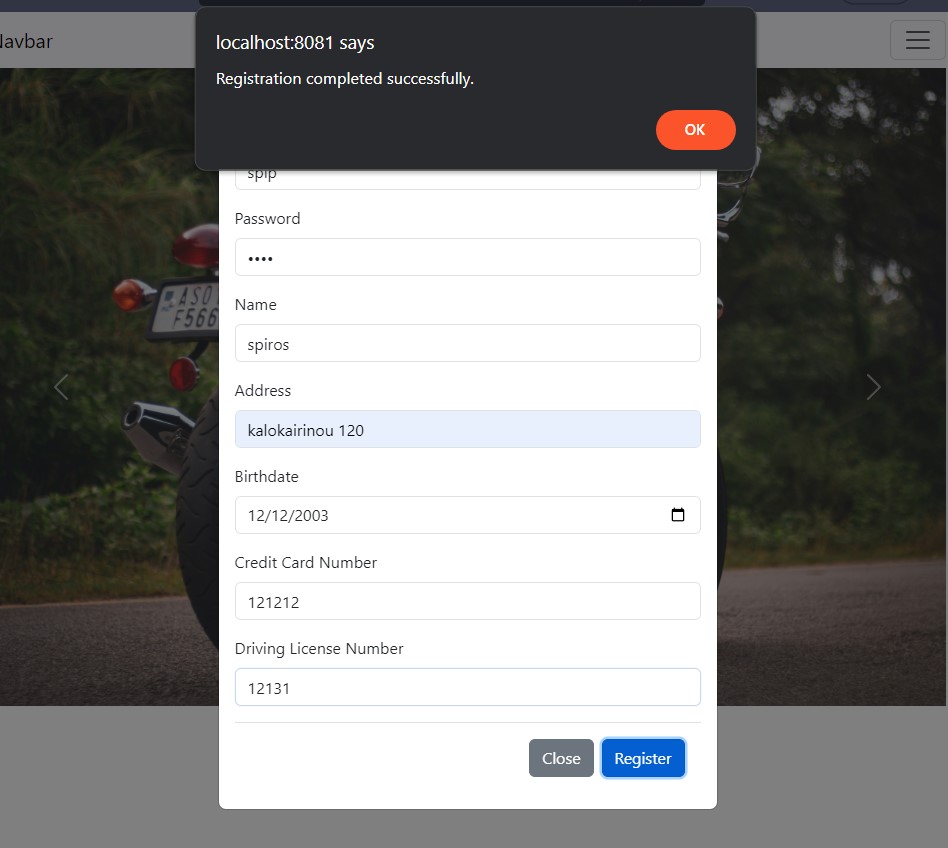 localhost:8081 says
Navbar
Registration completed successfully.
OK
spip
Password
••••
Name
spiros
Address
kalokairinou 120
Birthdate
12/12/2003
Credit Card Number
121212
Driving License Number
12131
Close
Register